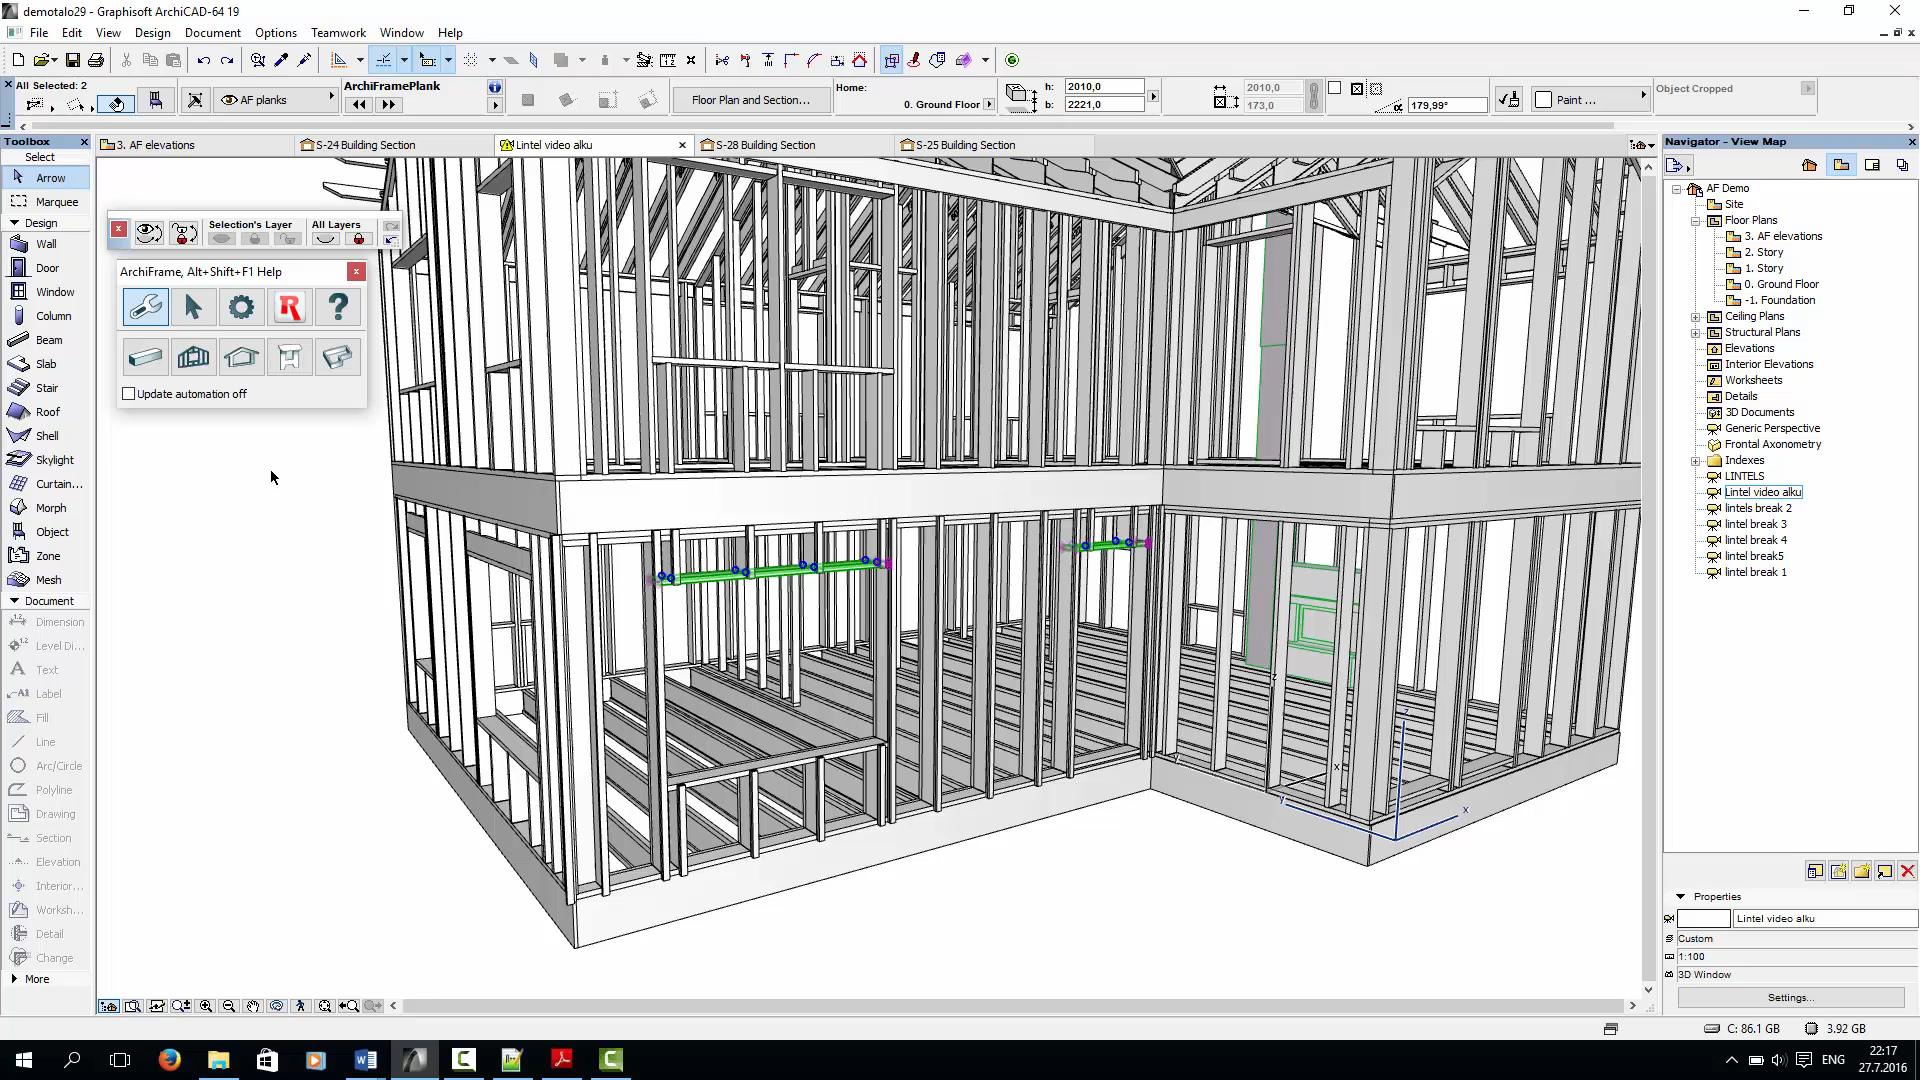 demotalo29 - Graphisoft ArchiCAD-64 19
File Edit View Design Document Options Teamwork Window Help
All Selected: 2
AF planks
ArchiFramePlank
Floor Plan and Section...
Home:
0. Ground Floor
h: 2010,0
b: 2221,0
2010,0
173,0
179,99°
Paint ...
Object Cropped
Toolbox
Select
Arrow
Marquee
Design
Wall
Door
Window
Column
Beam
Slab
Stair
Roof
Shell
Skylight
Curtain...
Morph
Object
Zone
Mesh
Document
Dimension
Level Di...
Text
Label
Fill
Line
Arc/Circle
Polyline
Drawing
Section
Elevation
Interior...
Worksh...
Detail
Change
More
3. AF elevations
S-24 Building Section
Lintel video alku
S-28 Building Section
S-25 Building Section
Selection's Layer
All Layers
ArchiFrame, Alt+Shift+F1 Help
Update automation off
z
y
x
z
y
x
Navigator - View Map
AF Demo
Site
Floor Plans
3. AF elevations
2. Story
1. Story
0. Ground Floor
-1. Foundation
Ceiling Plans
Structural Plans
Elevations
Interior Elevations
Worksheets
Details
3D Documents
Generic Perspective
Frontal Axonometry
Indexes
LINTELS
Lintel video alku
lintels break 2
lintel break 3
lintel break 4
lintel break5
lintel break 1
Properties
Lintel video alku
Custom
1:100
3D Window
Settings...
C: 86.1 GB
3.92 GB
ENG
22:17
27.7.2016